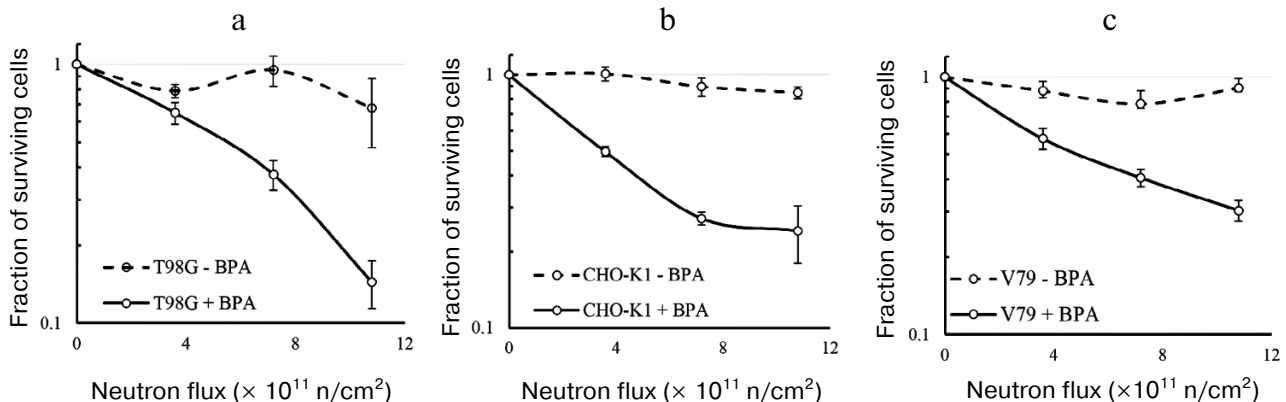 a
Fraction of surviving cells
1
0.1
T98G - BPA
T98G + BPA
0 4 8 12
Neutron flux (× 10¹¹ n/cm²)
b
Fraction of surviving cells
1
0.1
CHO-K1 - BPA
CHO-K1 + BPA
0 4 8 12
Neutron flux (× 10¹¹ n/cm²)
c
Fraction of surviving cells
1
0.1
V79 - BPA
V79 + BPA
0 4 8 12
Neutron flux (×10¹¹ n/cm²)